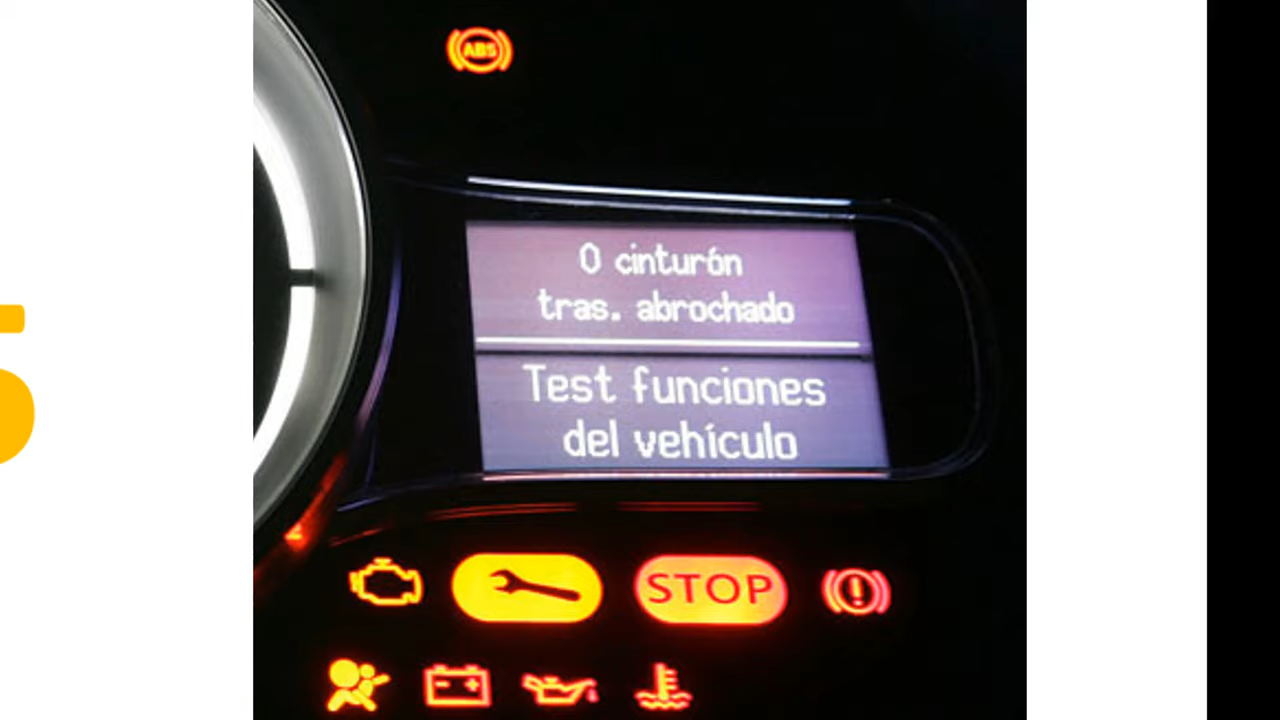 ABS
0 cinturón
tras. abrochado
Test funciones
del vehículo
STOP